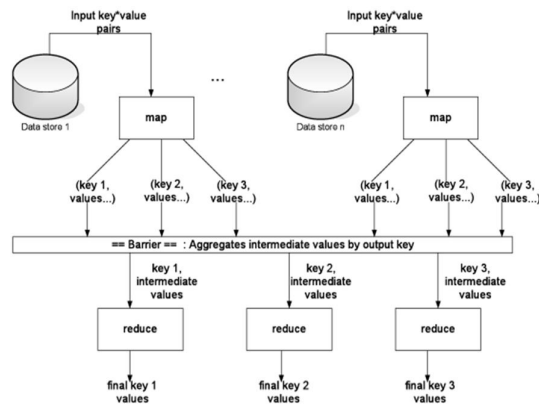 Input key*value
pairs
Input key*value
pairs
...
Data store 1
map
Data store n
map
(key 1,
values...)
(key 2,
values...)
(key 3,
values...)
(key 1,
values...)
(key 2,
values...)
(key 3,
values...)
== Barrier == : Aggregates intermediate values by output key
key 1,
intermediate
values
key 2,
intermediate
values
key 3,
intermediate
values
reduce
reduce
reduce
final key 1
values
final key 2
values
final key 3
values